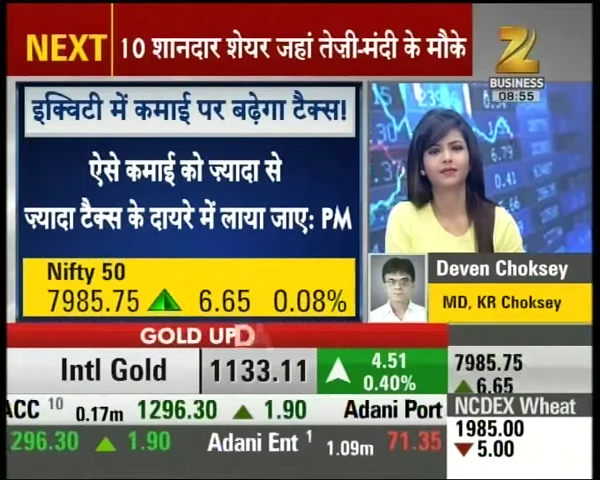 NEXT
10 शानदार शेयर जहां तेज़ी-मंदी के मौके
Z
BUSINESS
08:55
इक्विटी में कमाई पर बढ़ेगा टैक्स!
ऐसे कमाई को ज़्यादा से
ज़्यादा टैक्स के दायरे में लाया जाए: PM
Nifty 50
7985.75 6.65 0.08%
Deven Choksey
MD, KR Choksey
GOLD UPD
Intl Gold 1133.11 4.51
0.40%
7985.75
6.65
ACC 10 0.17m 1296.30 1.90 Adani Port
NCDEX Wheat
1985.00
5.00
296.30 1.90 Adani Ent 1 1.09m 71.35